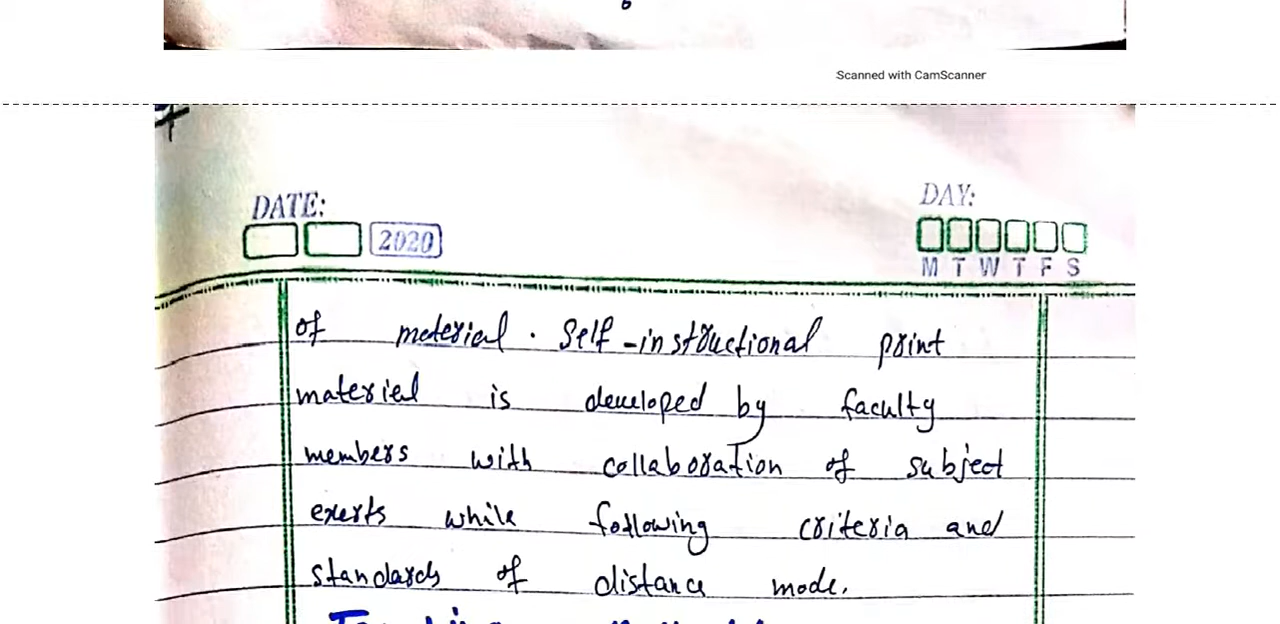 Scanned with CamScanner
DATE:
2020
DAY:
M T W T F S
of material. Self-instructional print
material is developed by faculty
members with collaboration of subject
exerts while following criteria and
standards of distance mode.